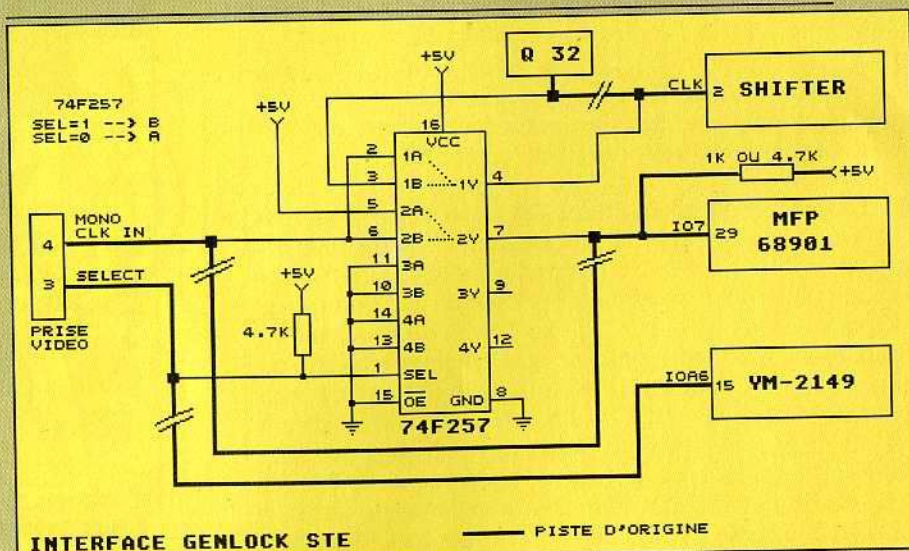 +5V
Q 32
74F257
SEL=1 --> B
SEL=0 --> A
+5V
CLK 2 SHIFTER
16
VCC
2 1A
3 1B 1Y 4
1K OU 4.7K
+5V
5 2A
MONO
CLK IN
4
6 2B 2Y 7
IO7 29 MFP
68901
SELECT
3
PRISE
VIDEO
+5V
4.7K
11 3A
10 3B 3Y 9
14 4A
13 4B 4Y 12
1 SEL
15 OE GND 8
74F257
IOA6 15 YM-2149
INTERFACE GENLOCK STE
PISTE D'ORIGINE